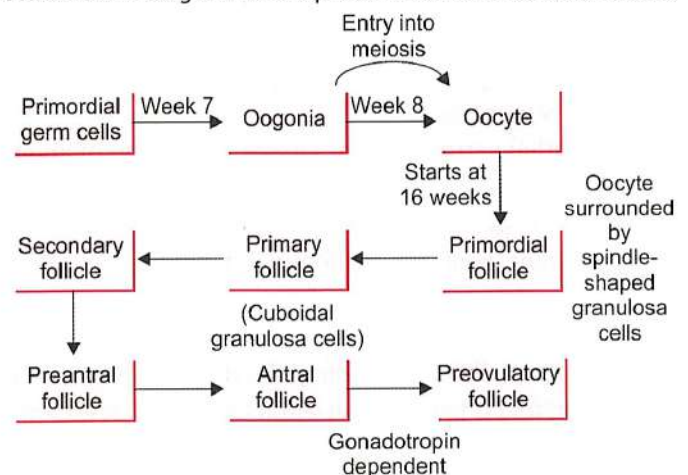 Entry into
meiosis
Primordial
germ cells
Week 7
Oogonia
Week 8
Oocyte
Starts at
16 weeks
Oocyte
surrounded
by
spindle-
shaped
granulosa
cells
Secondary
follicle
Primary
follicle
Primordial
follicle
(Cuboidal
granulosa cells)
Preantral
follicle
Antral
follicle
Preovulatory
follicle
Gonadotropin
dependent